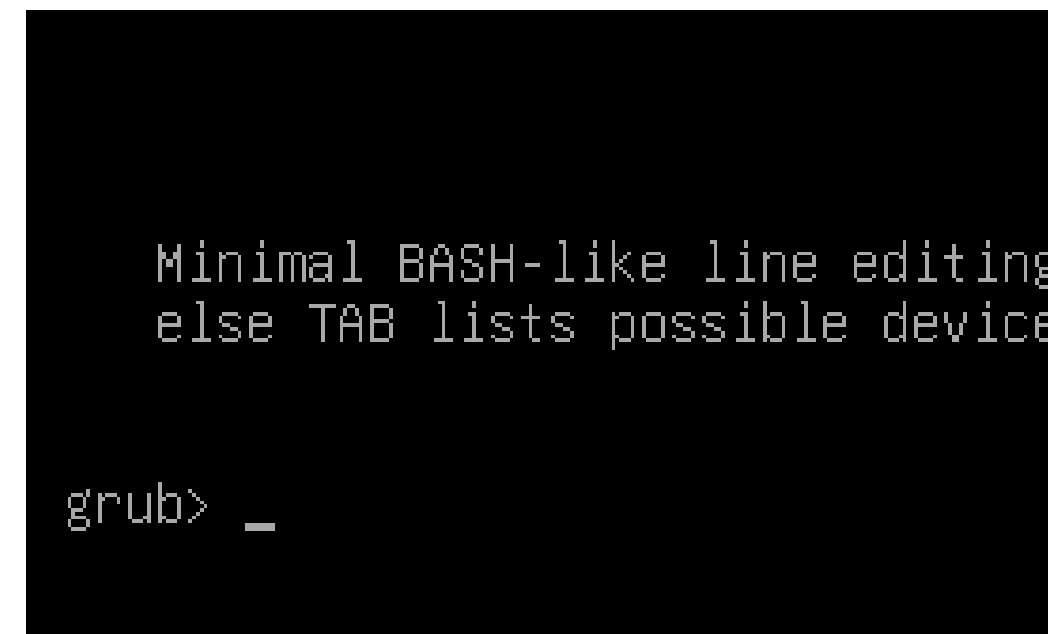 Minimal BASH-like line editing
else TAB lists possible device
grub> _